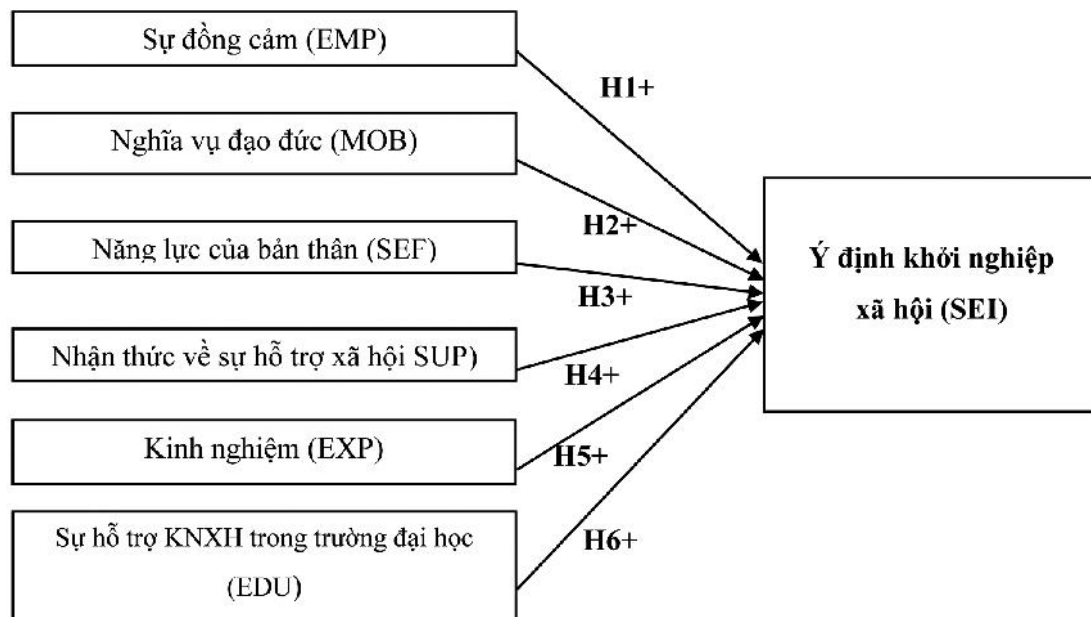 Sự đồng cảm (EMP)
H1+
Nghĩa vụ đạo đức (MOB)
H2+
Năng lực của bản thân (SEF)
H3+
Ý định khởi nghiệp
xã hội (SEI)
Nhận thức về sự hỗ trợ xã hội SUP)
H4+
Kinh nghiệm (EXP)
H5+
Sự hỗ trợ KNXH trong trường đại học
(EDU)
H6+